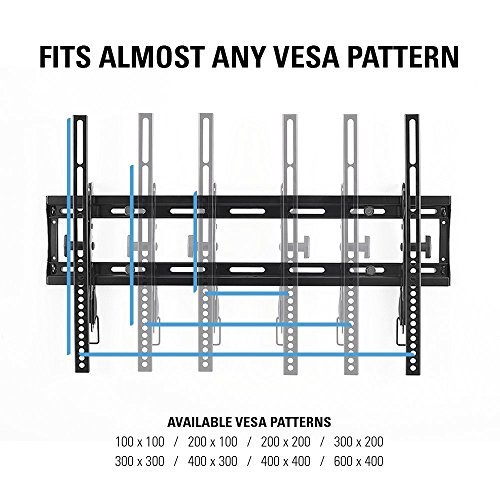 FITS ALMOST ANY VESA PATTERN
AVAILABLE VESA PATTERNS
100 x 100 / 200 x 100 / 200 x 200 / 300 x 200
300 x 300 / 400 x 300 / 400 x 400 / 600 x 400